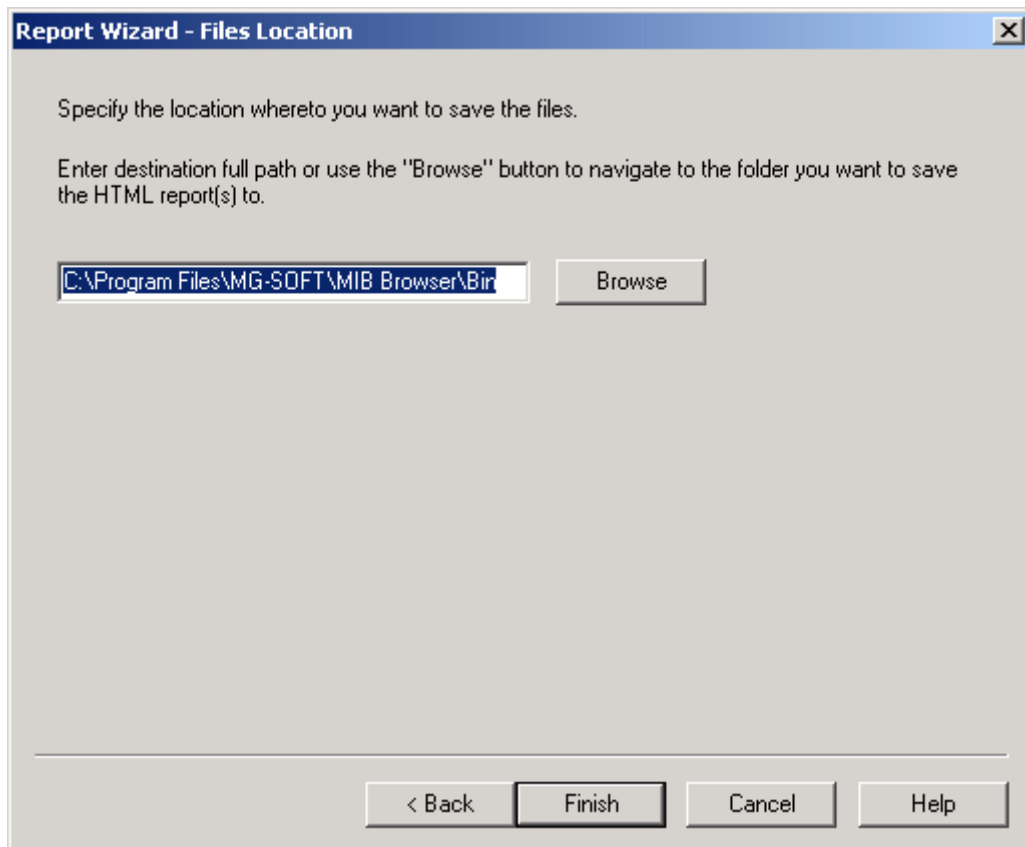 Report Wizard - Files Location
Specify the location whereto you want to save the files.
Enter destination full path or use the "Browse" button to navigate to the folder you want to save
the HTML report(s) to.
C:\Program Files\MG-SOFT\MIB Browser\Bin
Browse
< Back
Finish
Cancel
Help